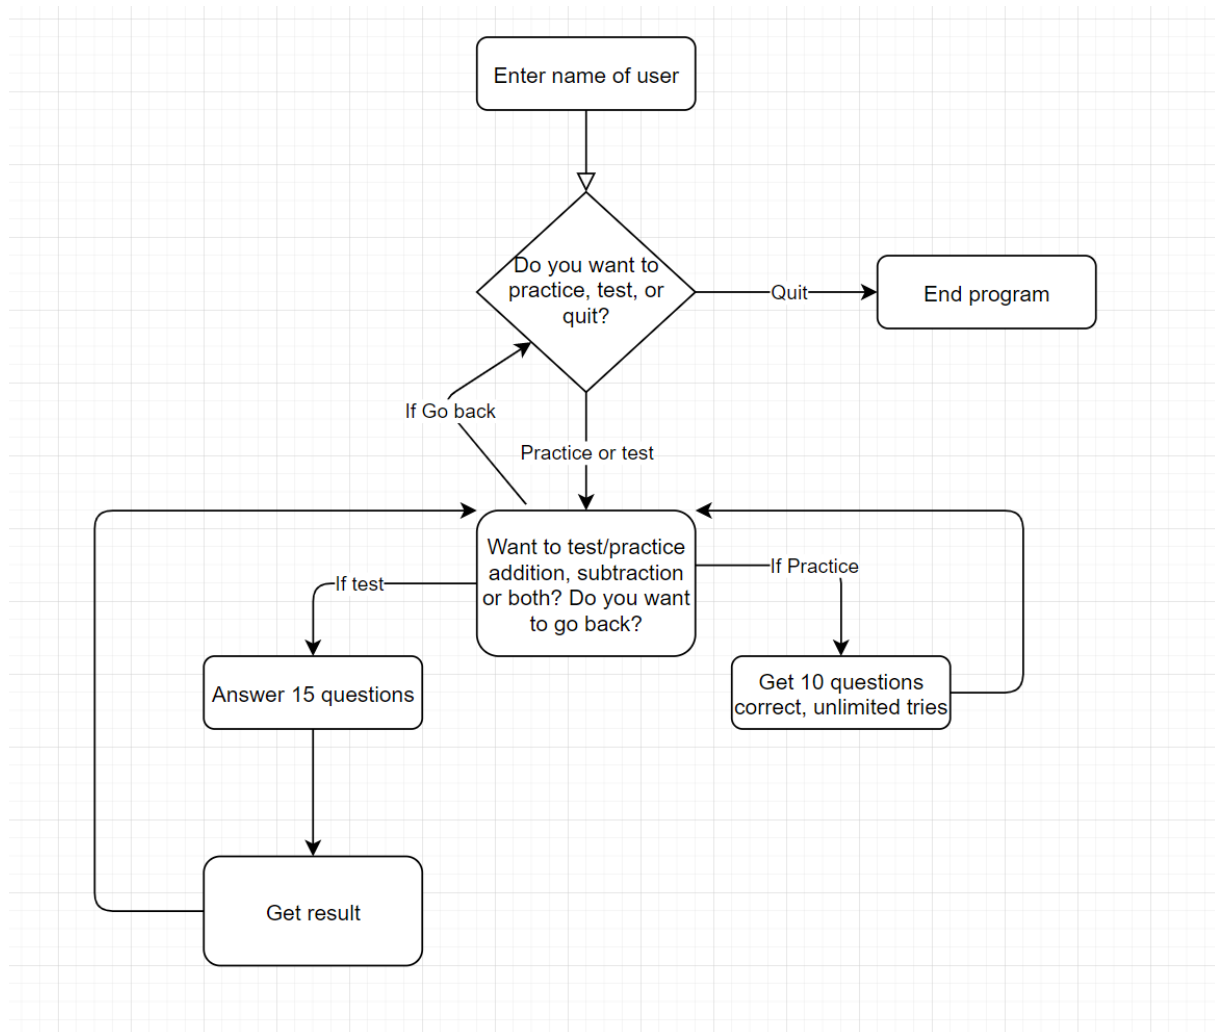 Enter name of user
Do you want to
practice, test, or
quit?
Quit
End program
If Go back
Practice or test
Want to test/practice
addition, subtraction
or both? Do you want
to go back?
If test
If Practice
Answer 15 questions
Get 10 questions
correct, unlimited tries
Get result